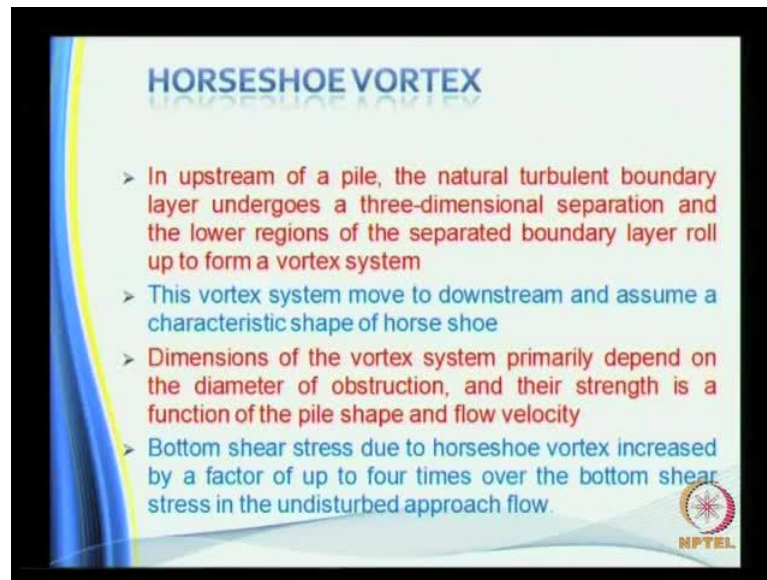 HORSESHOE VORTEX
➢ In upstream of a pile, the natural turbulent boundary
layer undergoes a three-dimensional separation and
the lower regions of the separated boundary layer roll
up to form a vortex system
➢ This vortex system move to downstream and assume a
characteristic shape of horse shoe
➢ Dimensions of the vortex system primarily depend on
the diameter of obstruction, and their strength is a
function of the pile shape and flow velocity
➢ Bottom shear stress due to horseshoe vortex increased
by a factor of up to four times over the bottom shear
stress in the undisturbed approach flow.
NPTEL